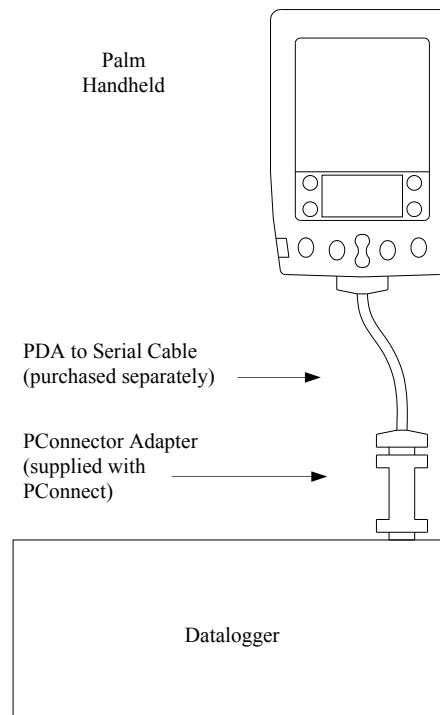 Palm
Handheld
PDA to Serial Cable
(purchased separately)
PConnector Adapter
(supplied with
PConnect)
Datalogger